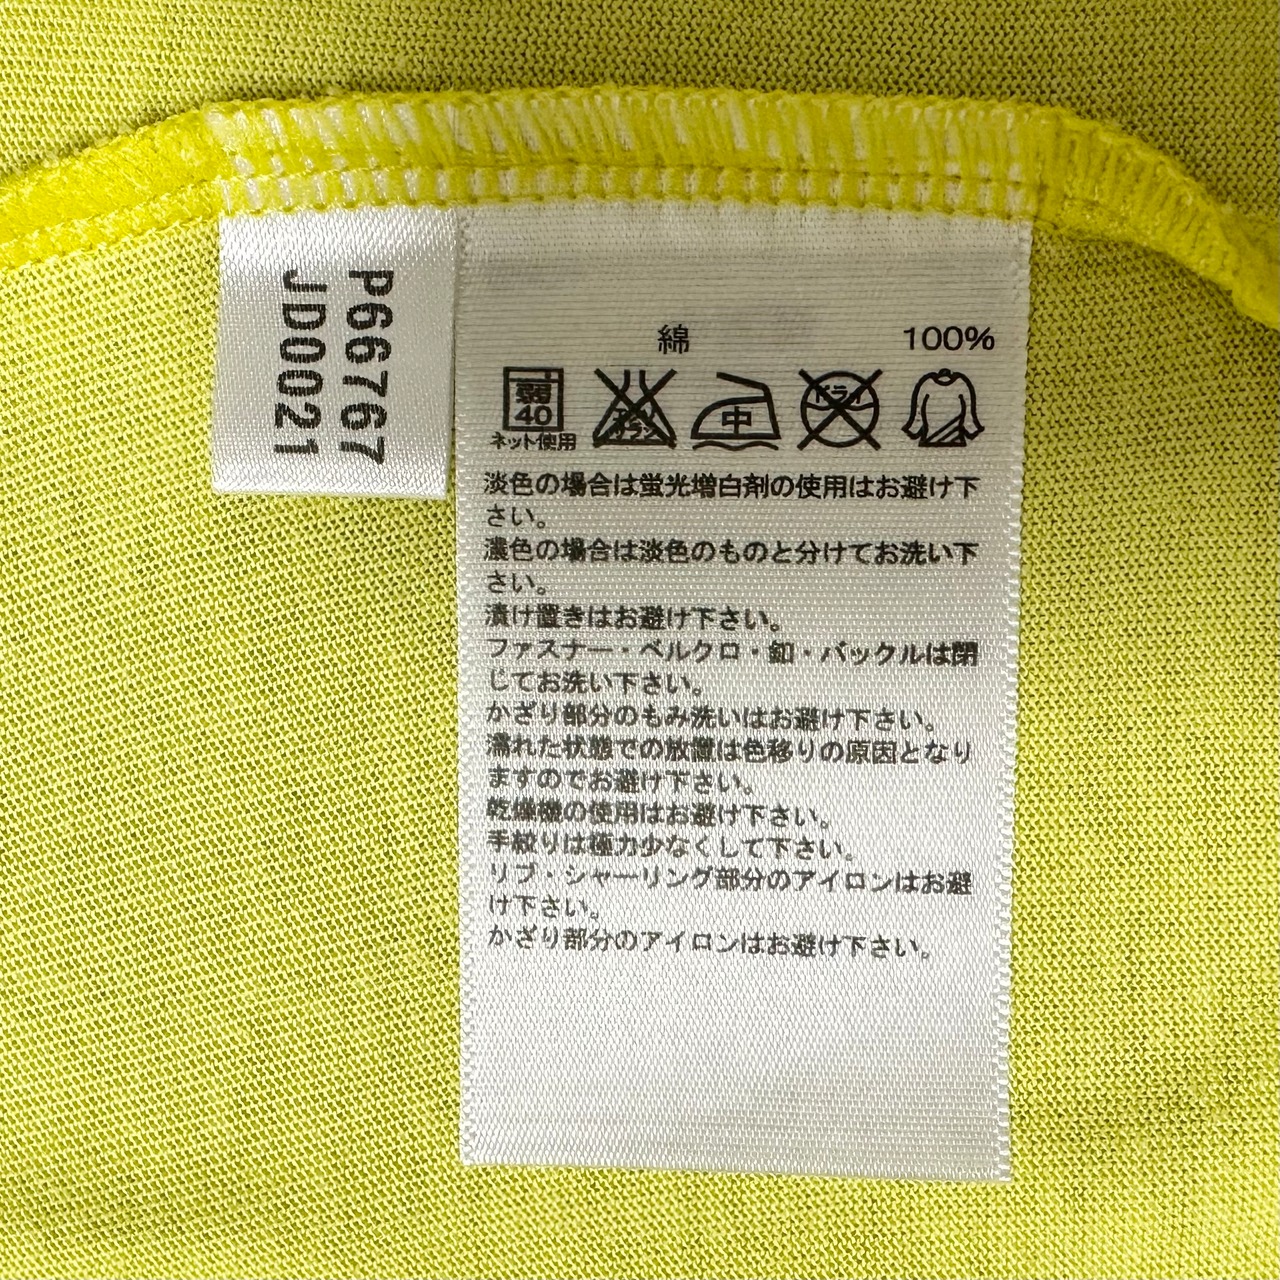 P66767
JD0021
綿 100%
弱
40
ネット使用
エンソ
サラシ
中
ドライ
淡色の場合は蛍光増白剤の使用はお避け下
さい。
濃色の場合は淡色のものと分けてお洗い下
さい。
漬け置きはお避け下さい。
ファスナー・ベルクロ・釦・バックルは閉
じてお洗い下さい。
かざり部分のもみ洗いはお避け下さい。
濡れた状態での放置は色移りの原因となり
ますのでお避け下さい。
乾燥機の使用はお避け下さい。
手絞りは極力少なくして下さい。
リブ・シャーリング部分のアイロンはお避
け下さい。
かざり部分のアイロンはお避け下さい。